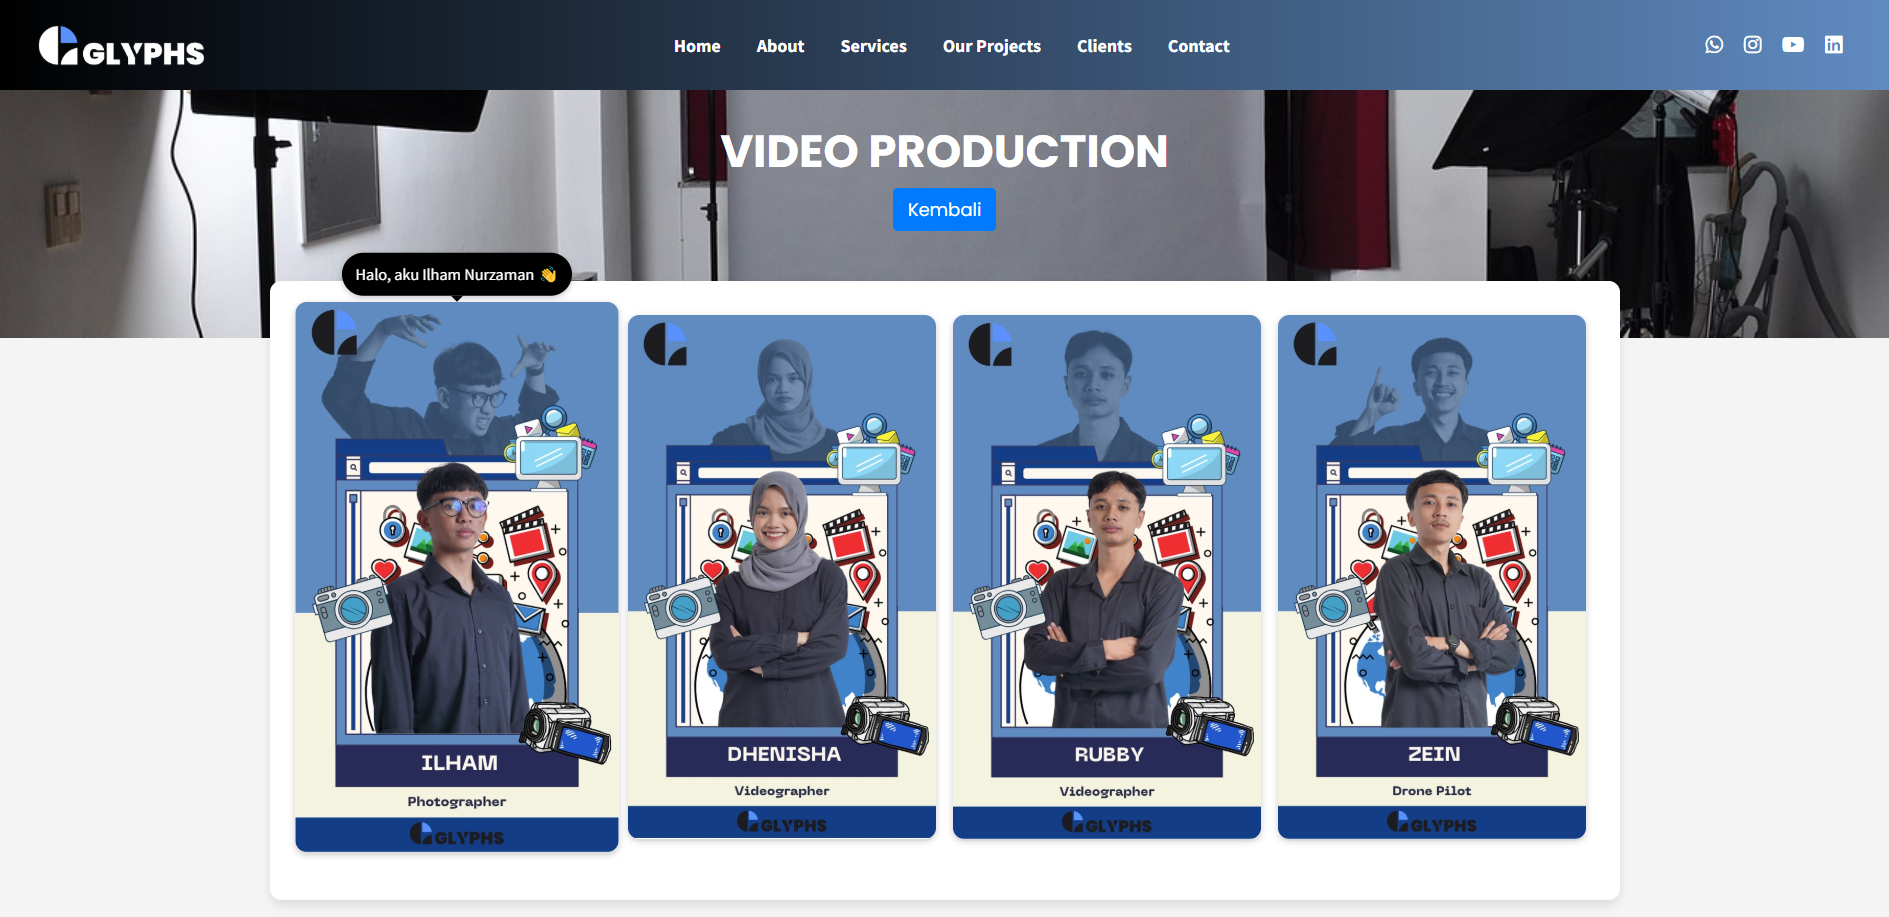 GLYPHS
Home About Services Our Projects Clients Contact
VIDEO PRODUCTION
Kembali
Halo, aku Ilham Nurzaman 👋
ILHAM
Photographer
GLYPHS
DHENISHA
Videographer
GLYPHS
RUBBY
Videographer
GLYPHS
ZEIN
Drone Pilot
GLYPHS